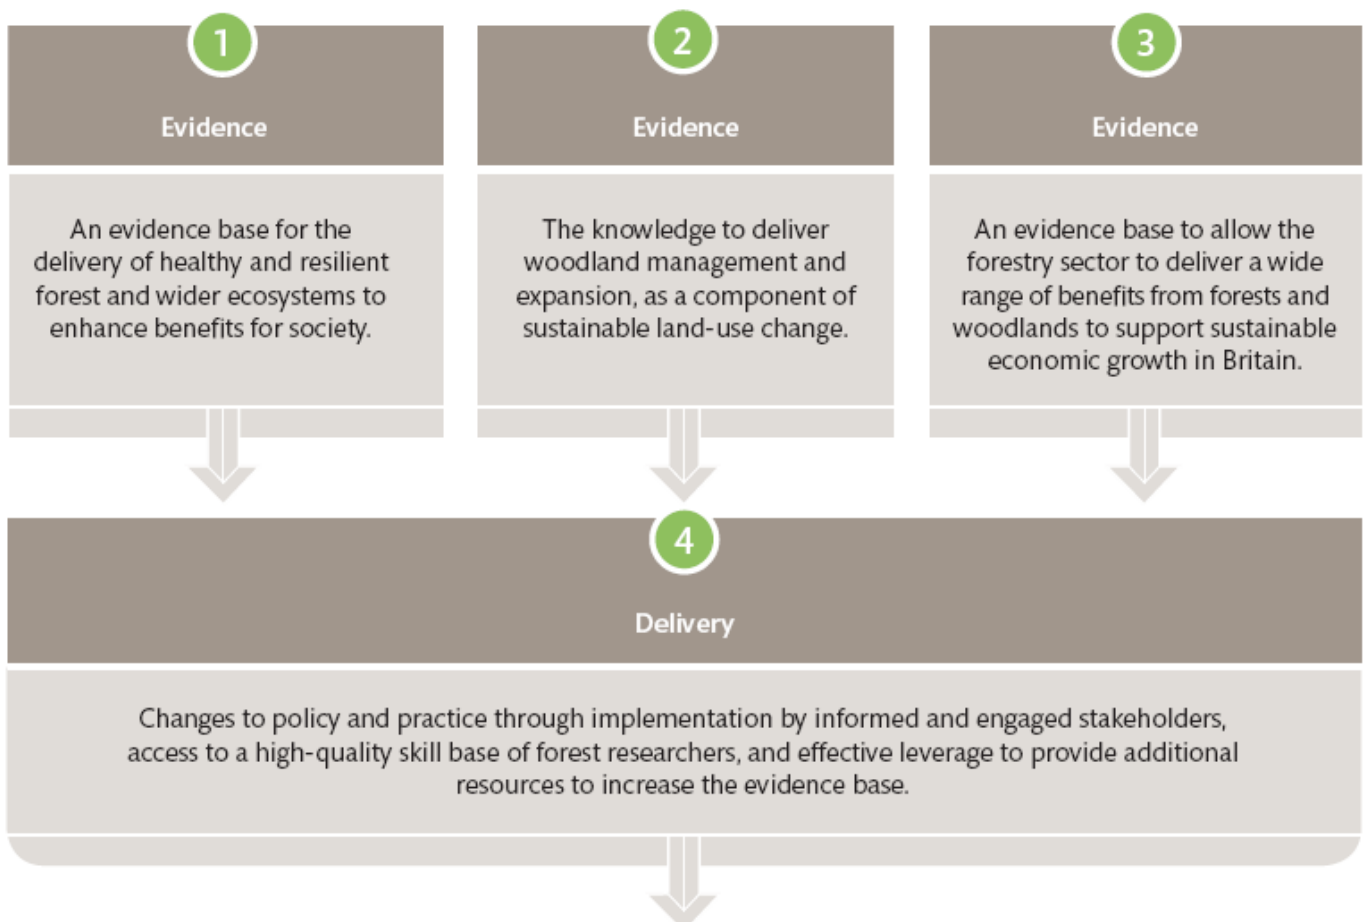 1
Evidence
An evidence base for the
delivery of healthy and resilient
forest and wider ecosystems to
enhance benefits for society.
2
Evidence
The knowledge to deliver
woodland management and
expansion, as a component of
sustainable land-use change.
3
Evidence
An evidence base to allow the
forestry sector to deliver a wide
range of benefits from forests and
woodlands to support sustainable
economic growth in Britain.
4
Delivery
Changes to policy and practice through implementation by informed and engaged stakeholders,
access to a high-quality skill base of forest researchers, and effective leverage to provide additional
resources to increase the evidence base.